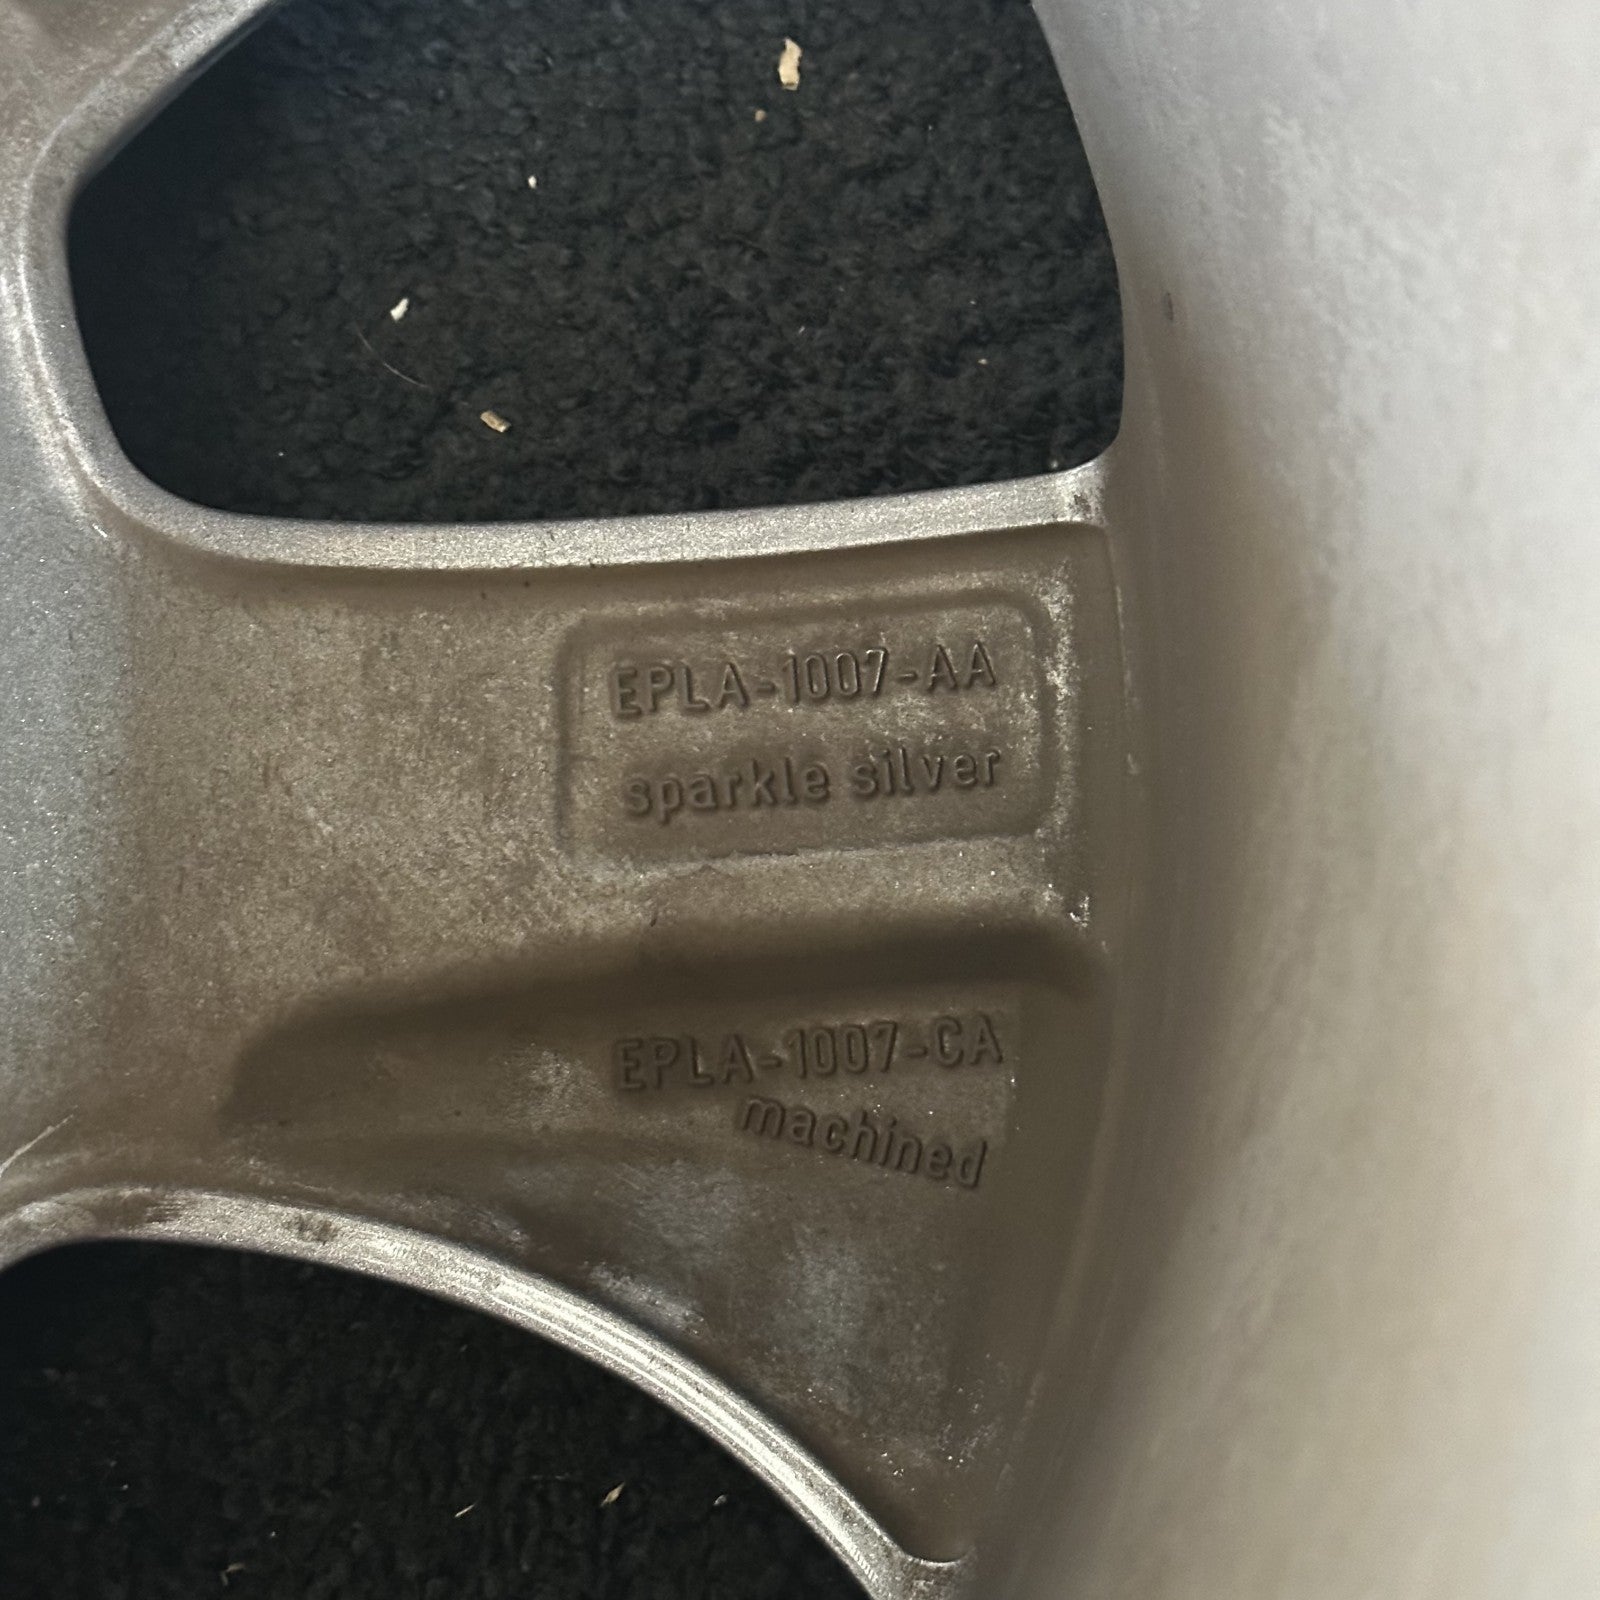 EPLA-1007-AA
sparkle silver
EPLA-1007-CA
machined